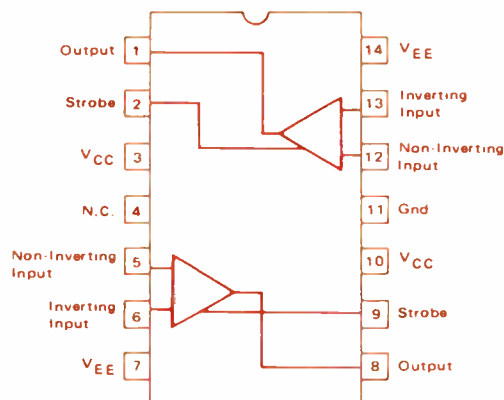 Output 1
Strobe 2
VCC 3
N.C. 4
Non-Inverting
Input
5
Inverting
Input
6
VEE 7
14 VEE
13 Inverting
Input
12 Non-Inverting
Input
11 Gnd
10 VCC
9 Strobe
8 Output